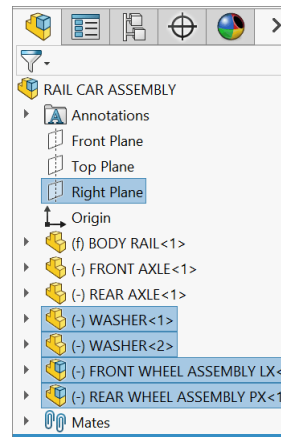 RAIL CAR ASSEMBLY
Annotations
Front Plane
Top Plane
Right Plane
Origin
(f) BODY RAIL<1>
(-) FRONT AXLE<1>
(-) REAR AXLE<1>
(-) WASHER<1>
(-) WASHER<2>
(-) FRONT WHEEL ASSEMBLY LX<
(-) REAR WHEEL ASSEMBLY PX<1
Mates